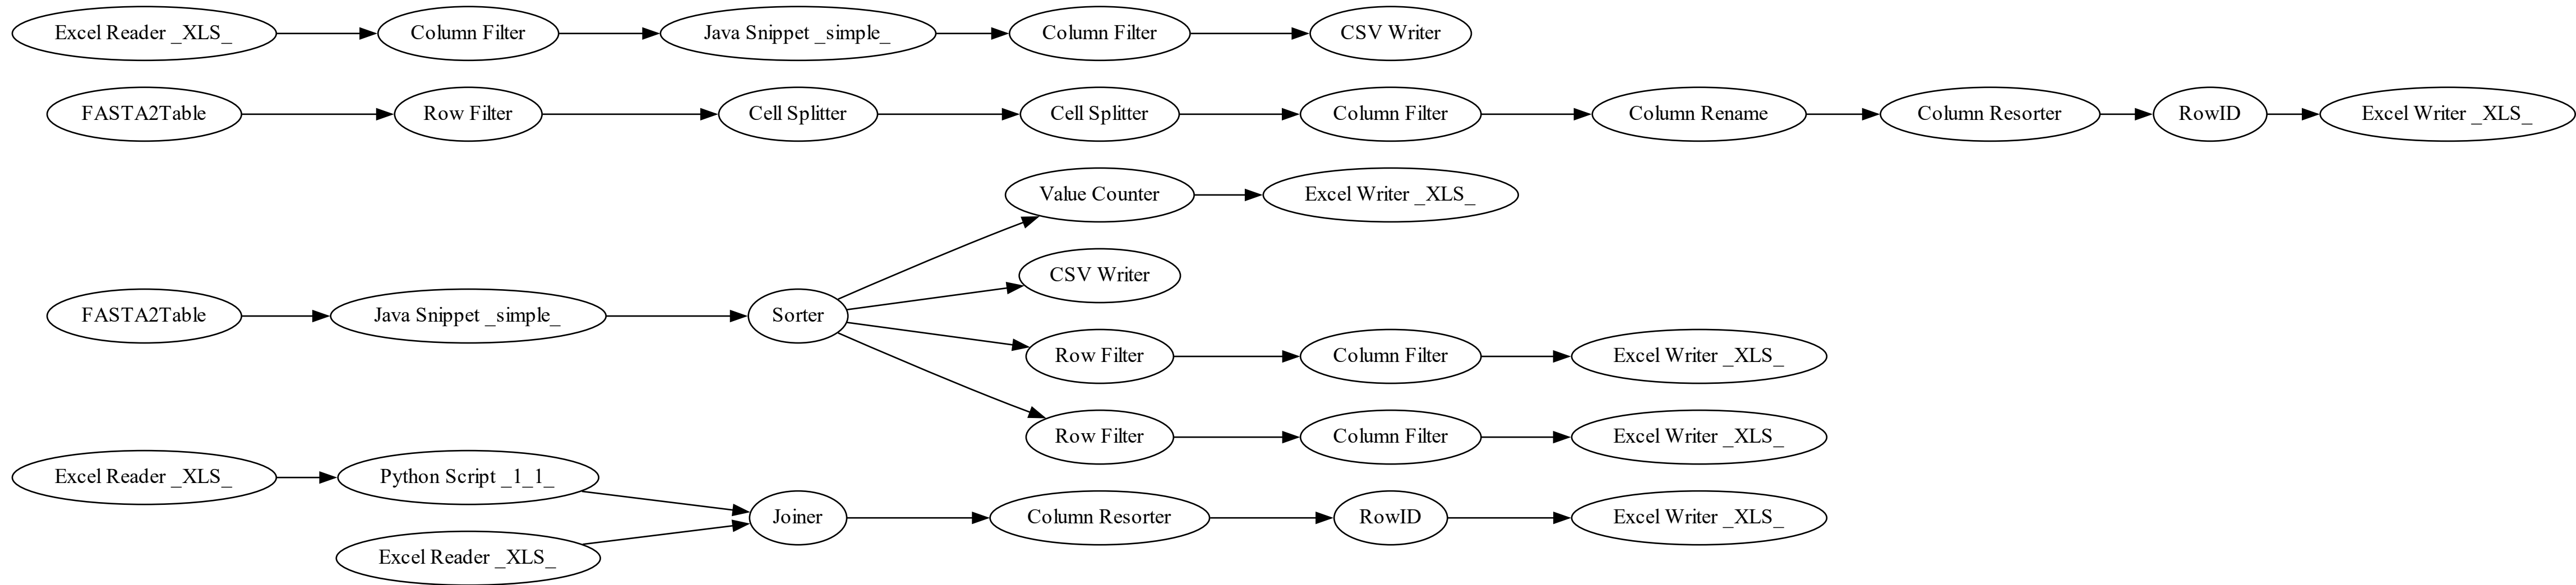 Excel Reader _XLS_
Column Filter
Java Snippet _simple_
Column Filter
CSV Writer
FASTA2Table
Row Filter
Cell Splitter
Cell Splitter
Column Filter
Column Rename
Column Resorter
RowID
Excel Writer _XLS_
Value Counter
Excel Writer _XLS_
CSV Writer
FASTA2Table
Java Snippet _simple_
Sorter
Row Filter
Column Filter
Excel Writer _XLS_
Row Filter
Column Filter
Excel Writer _XLS_
Excel Reader _XLS_
Python Script _1_1_
Joiner
Column Resorter
RowID
Excel Writer _XLS_
Excel Reader _XLS_